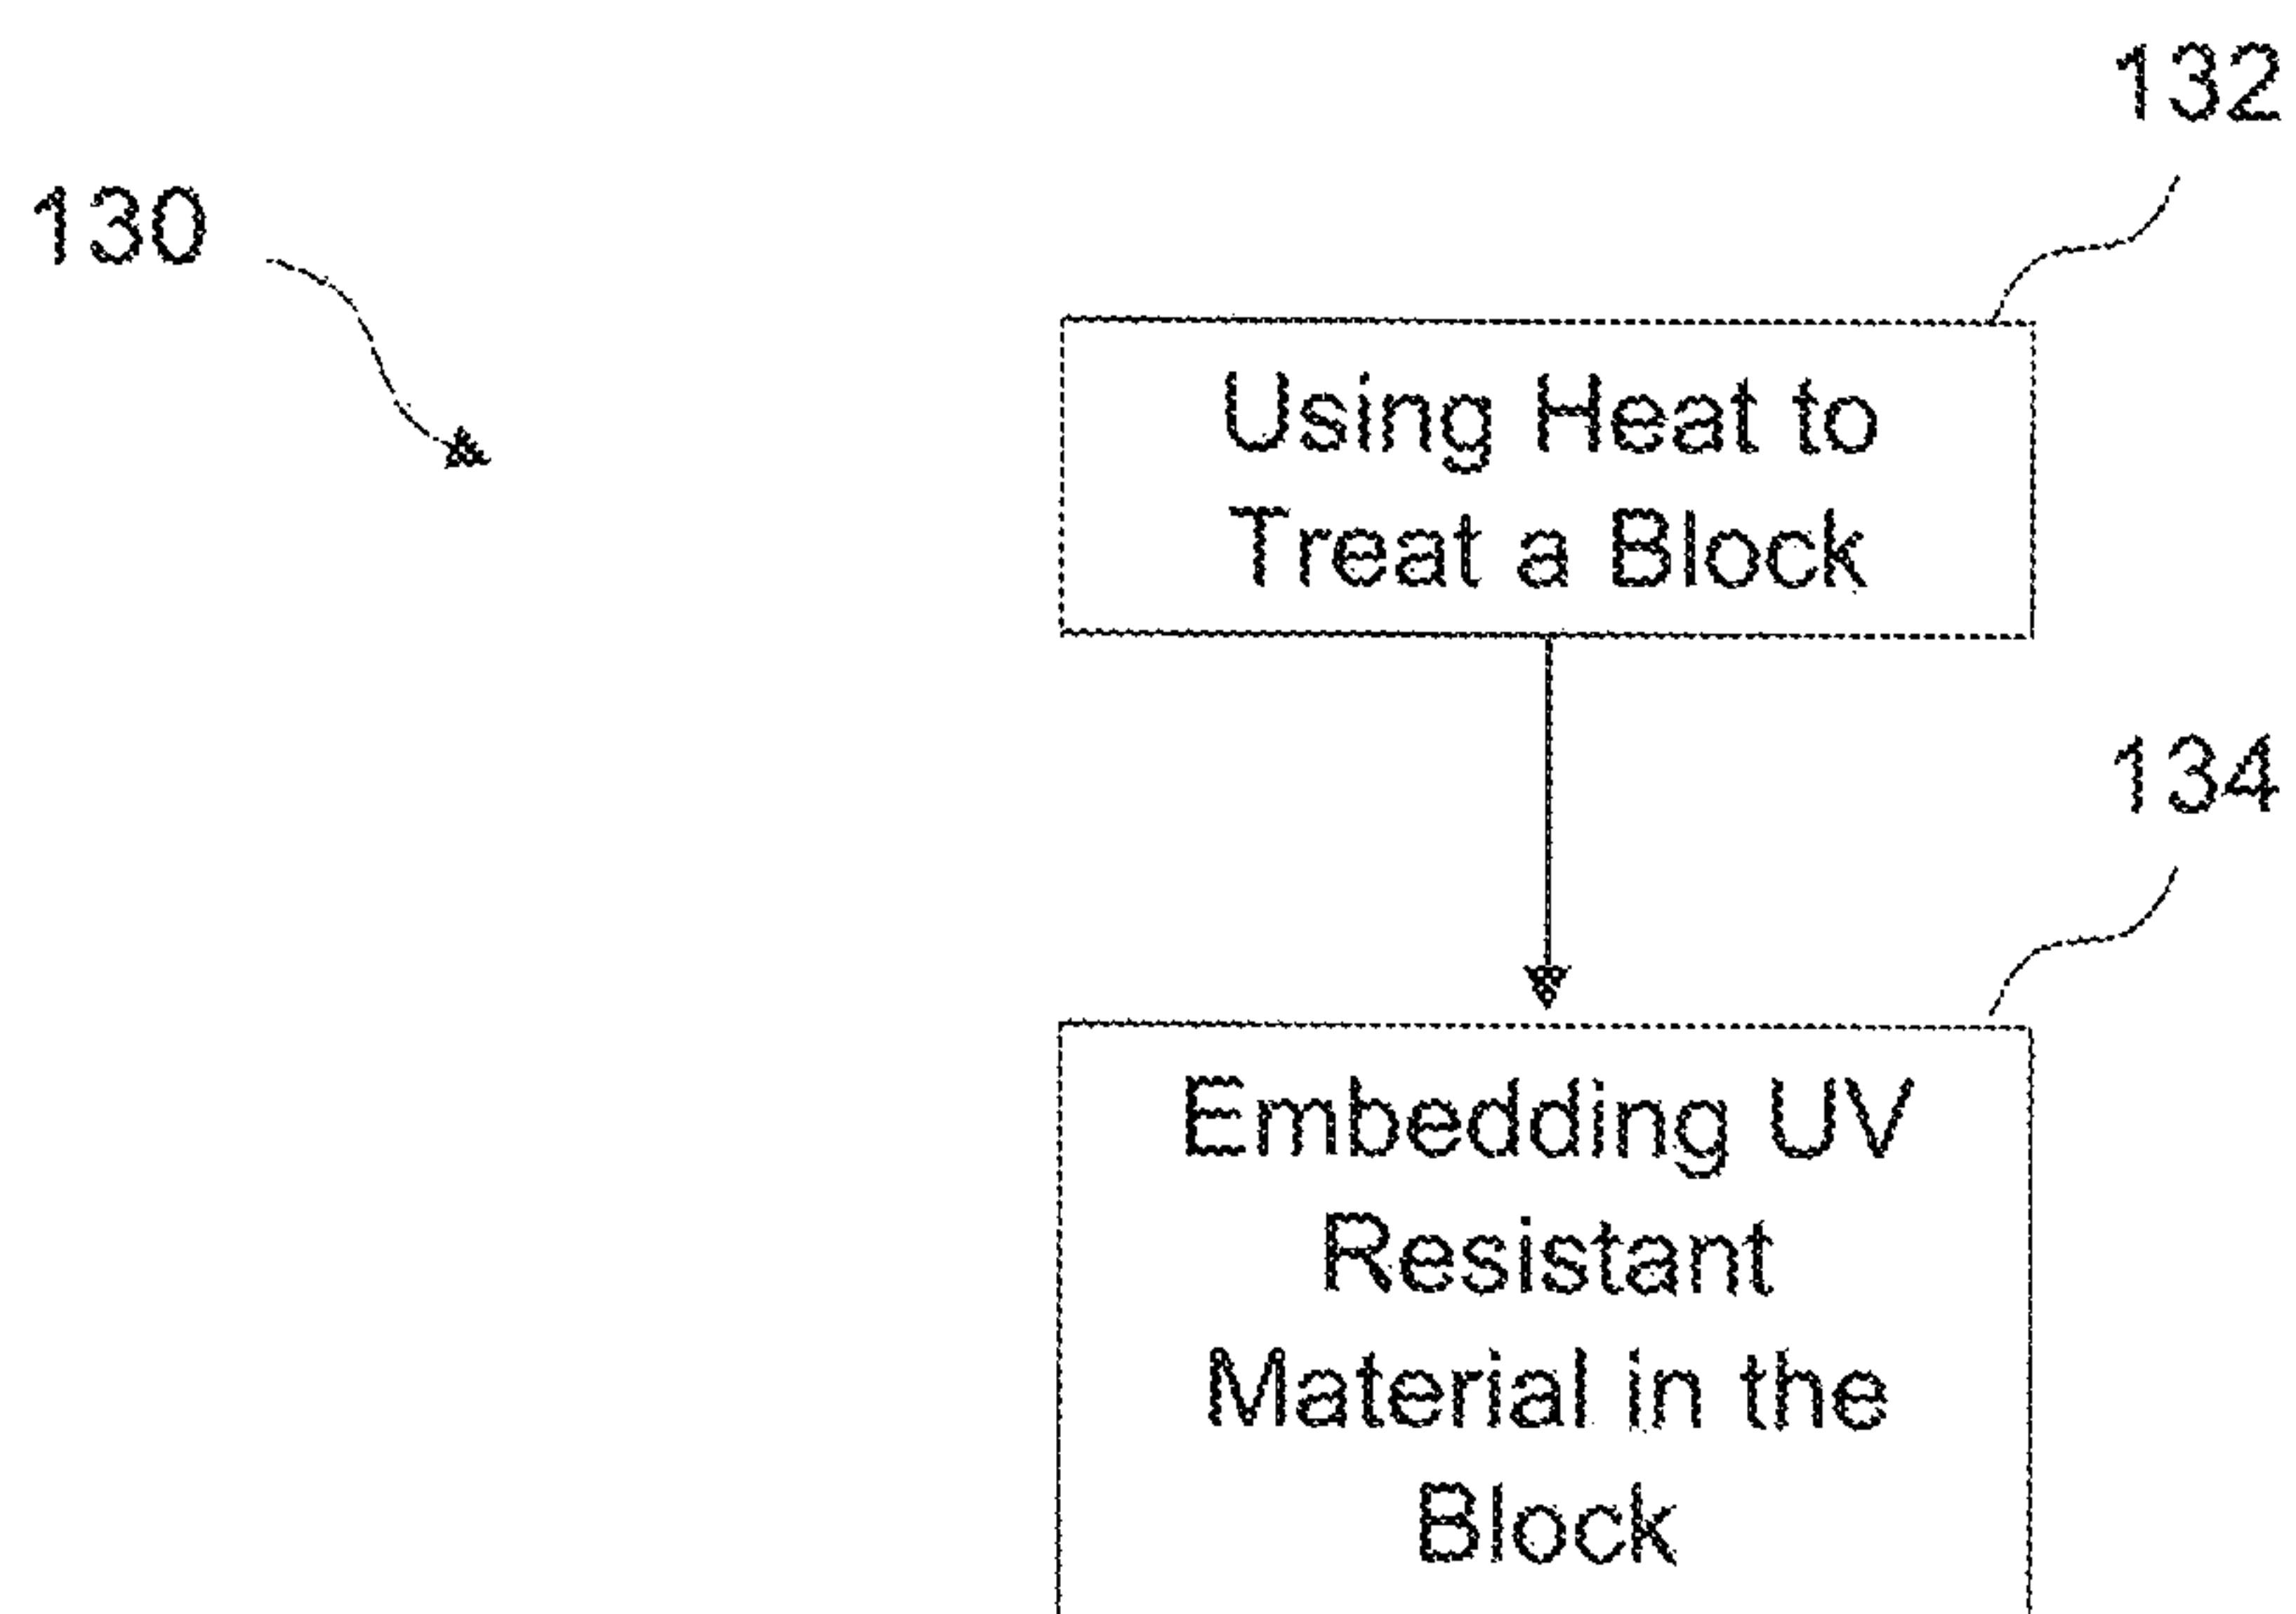 132
130
Using Heat to
Treat a Block
134
Embedding UV
Resistant
Material in the
Block